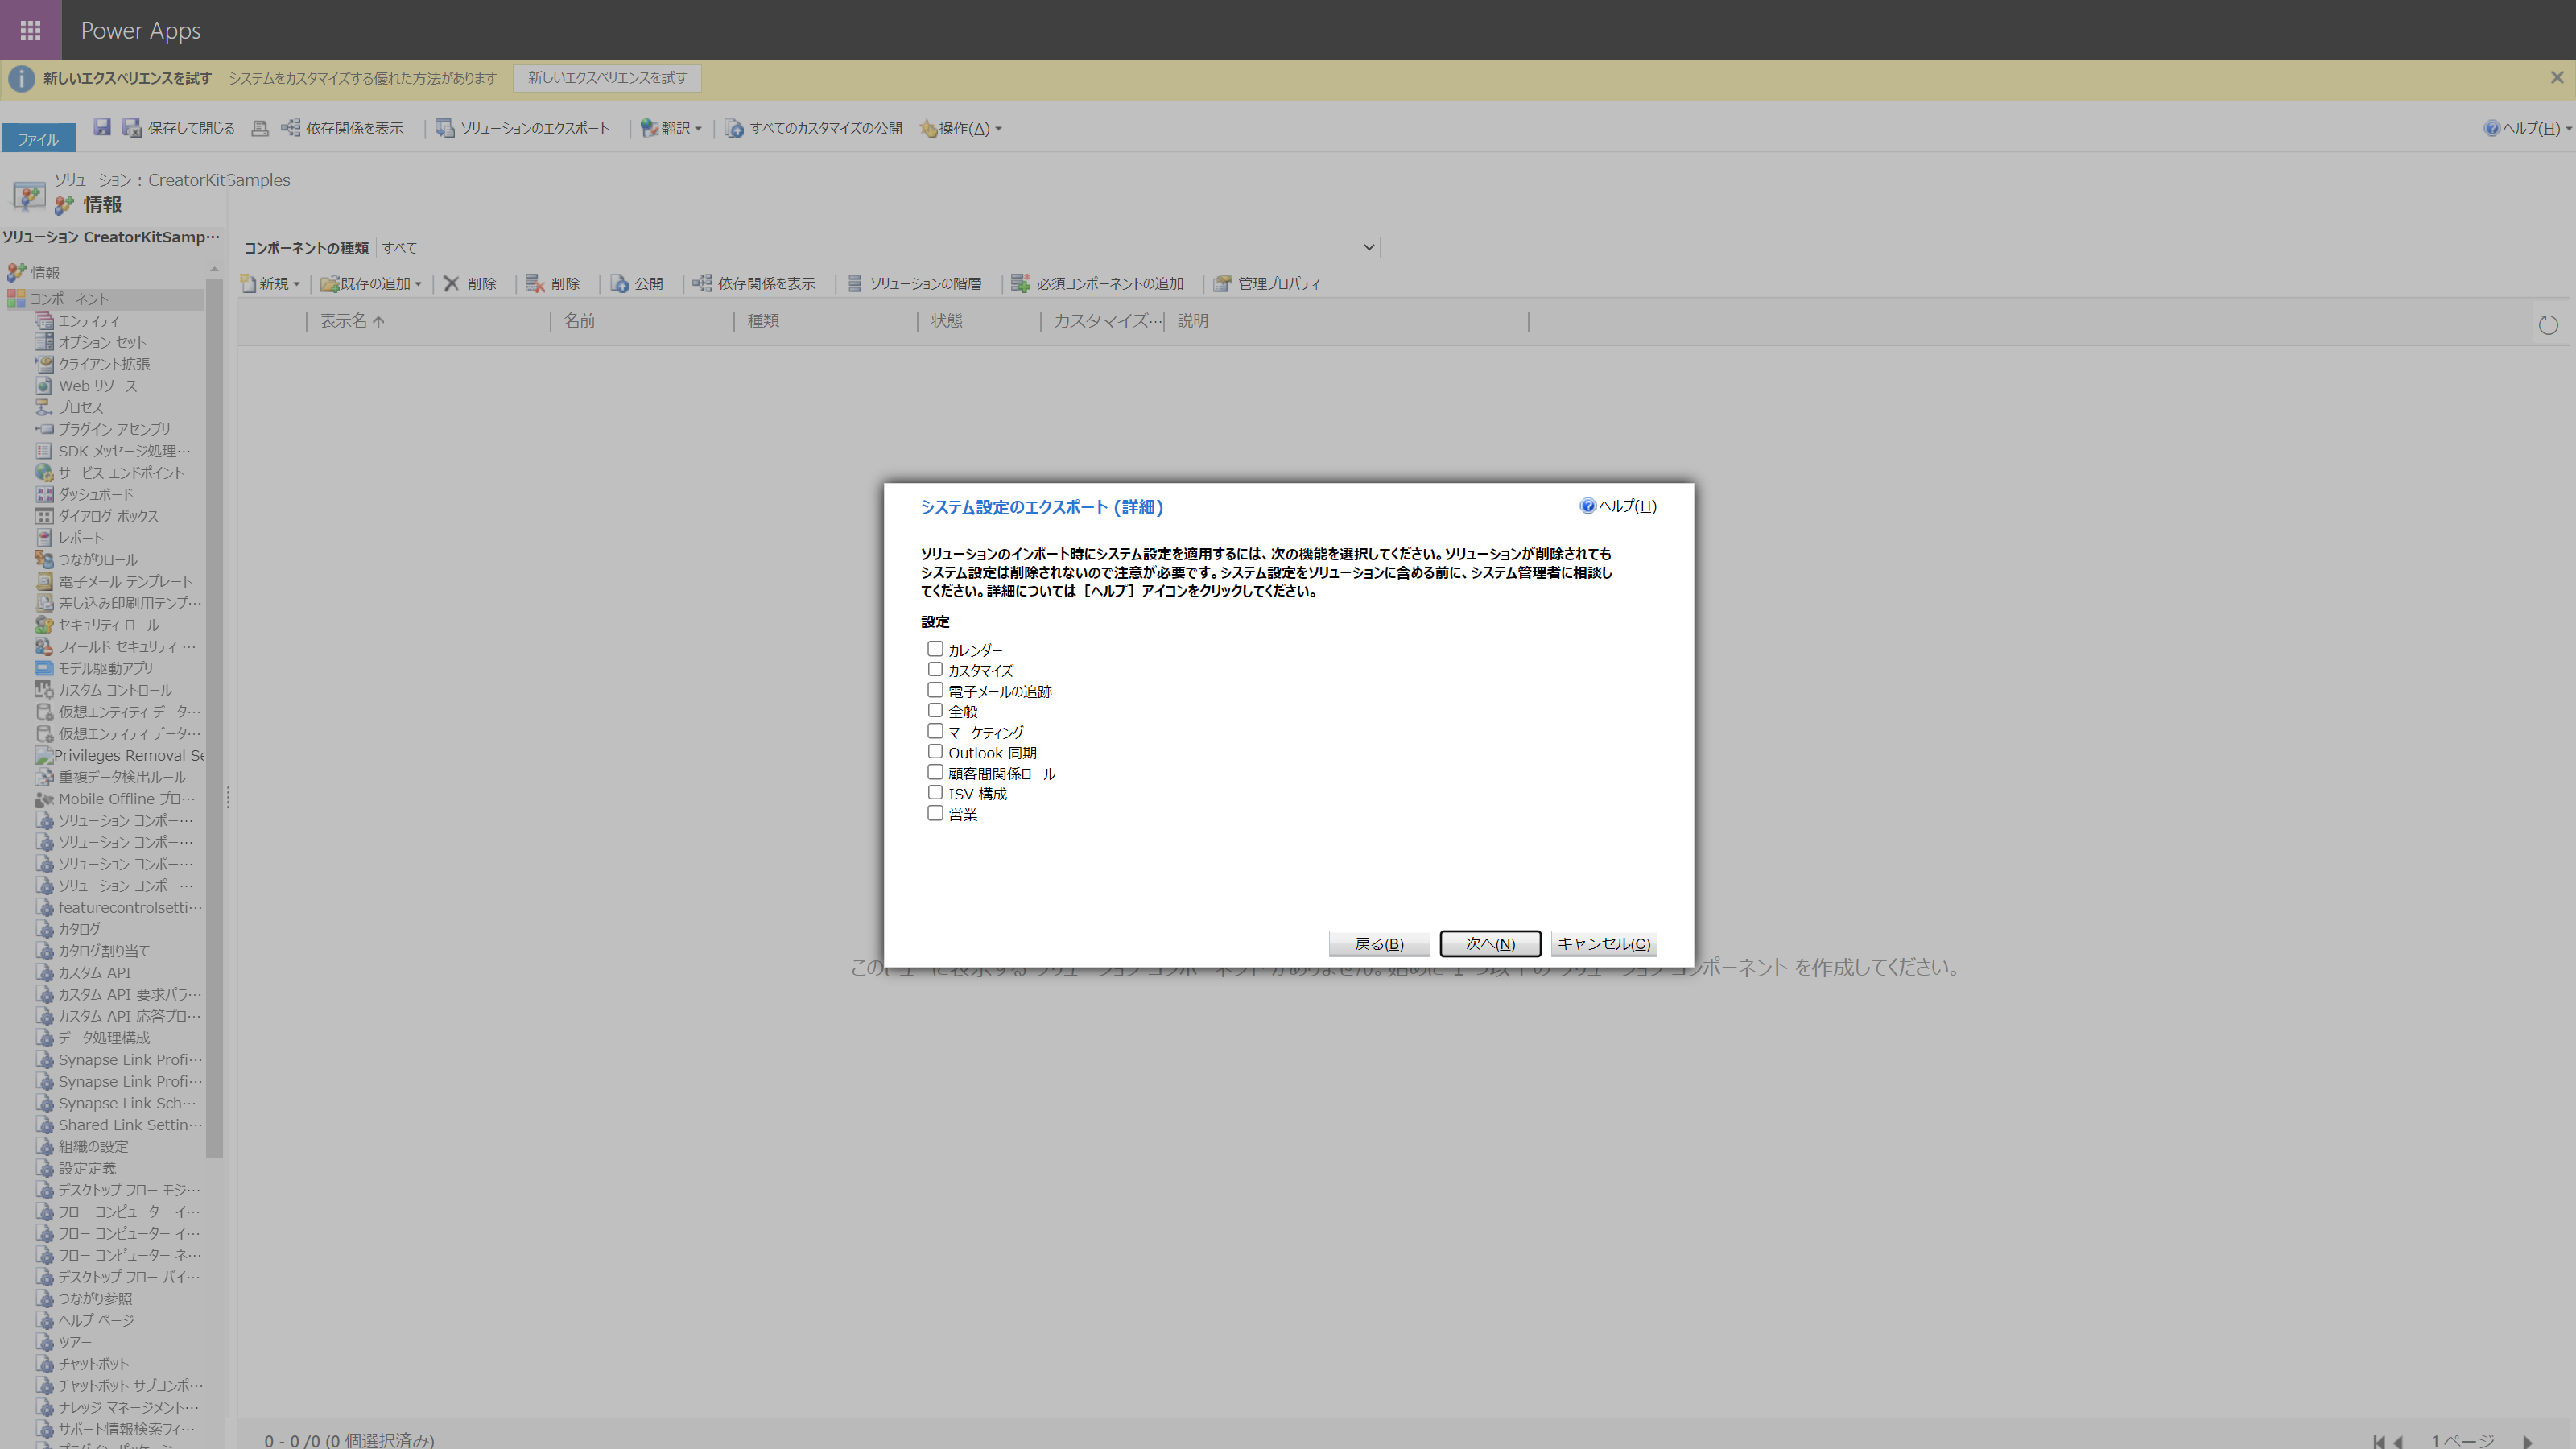 Power Apps
新しいエクスペリエンスを試す システムをカスタマイズする優れた方法があります 新しいエクスペリエンスを試す
ファイル 保存して閉じる 依存関係を表示 ソリューションのエクスポート 翻訳 すべてのカスタマイズの公開 操作(A) ヘルプ(H)
ソリューション : CreatorKitSamples
情報
ソリューション CreatorKitSamp…
コンポーネントの種類 すべて
新規 既存の追加 削除 削除 公開 依存関係を表示 ソリューションの階層 必須コンポーネントの追加 管理プロパティ
表示名 名前 種類 状態 カスタマイズ… 説明
情報
コンポーネント
エンティティ
オプション セット
クライアント拡張
Web リソース
プロセス
プラグイン アセンブリ
SDK メッセージ処理…
サービス エンドポイント
ダッシュボード
ダイアログ ボックス
レポート
つながりロール
電子メール テンプレート
差し込み印刷用テンプ…
セキュリティ ロール
フィールド セキュリティ …
モデル駆動アプリ
カスタム コントロール
仮想エンティティ データ…
仮想エンティティ データ…
Privileges Removal Se
重複データ検出ルール
Mobile Offline プロ…
ソリューション コンポー…
ソリューション コンポー…
ソリューション コンポー…
ソリューション コンポー…
featurecontrolsetti…
カタログ
カタログ割り当て
カスタム API
カスタム API 要求パラ…
カスタム API 応答プロ…
データ処理構成
Synapse Link Profi…
Synapse Link Profi…
Synapse Link Sch…
Shared Link Settin…
組織の設定
設定定義
デスクトップ フロー モジ…
フロー コンピューター イ…
フロー コンピューター イ…
フロー コンピューター ネ…
デスクトップ フロー バイ…
つながり参照
ヘルプ ページ
ツアー
チャットボット
チャットボット サブコンポ…
ナレッジ マネージメント…
サポート情報検索フィ…
システム設定のエクスポート (詳細) ヘルプ(H)
ソリューションのインポート時にシステム設定を適用するには、次の機能を選択してください。ソリューションが削除されても
システム設定は削除されないので注意が必要です。システム設定をソリューションに含める前に、システム管理者に相談し
てください。詳細については [ヘルプ] アイコンをクリックしてください。
設定
カレンダー
カスタマイズ
電子メールの追跡
全般
マーケティング
Outlook 同期
顧客間関係ロール
ISV 構成
営業
戻る(B) 次へ(N) キャンセル(C)
このビューに表示する ソリューション コンポーネント がありません。始めに 1 つ以上の ソリューション コンポーネント を作成してください。
0 - 0 /0 (0 個選択済み) 1 ページ